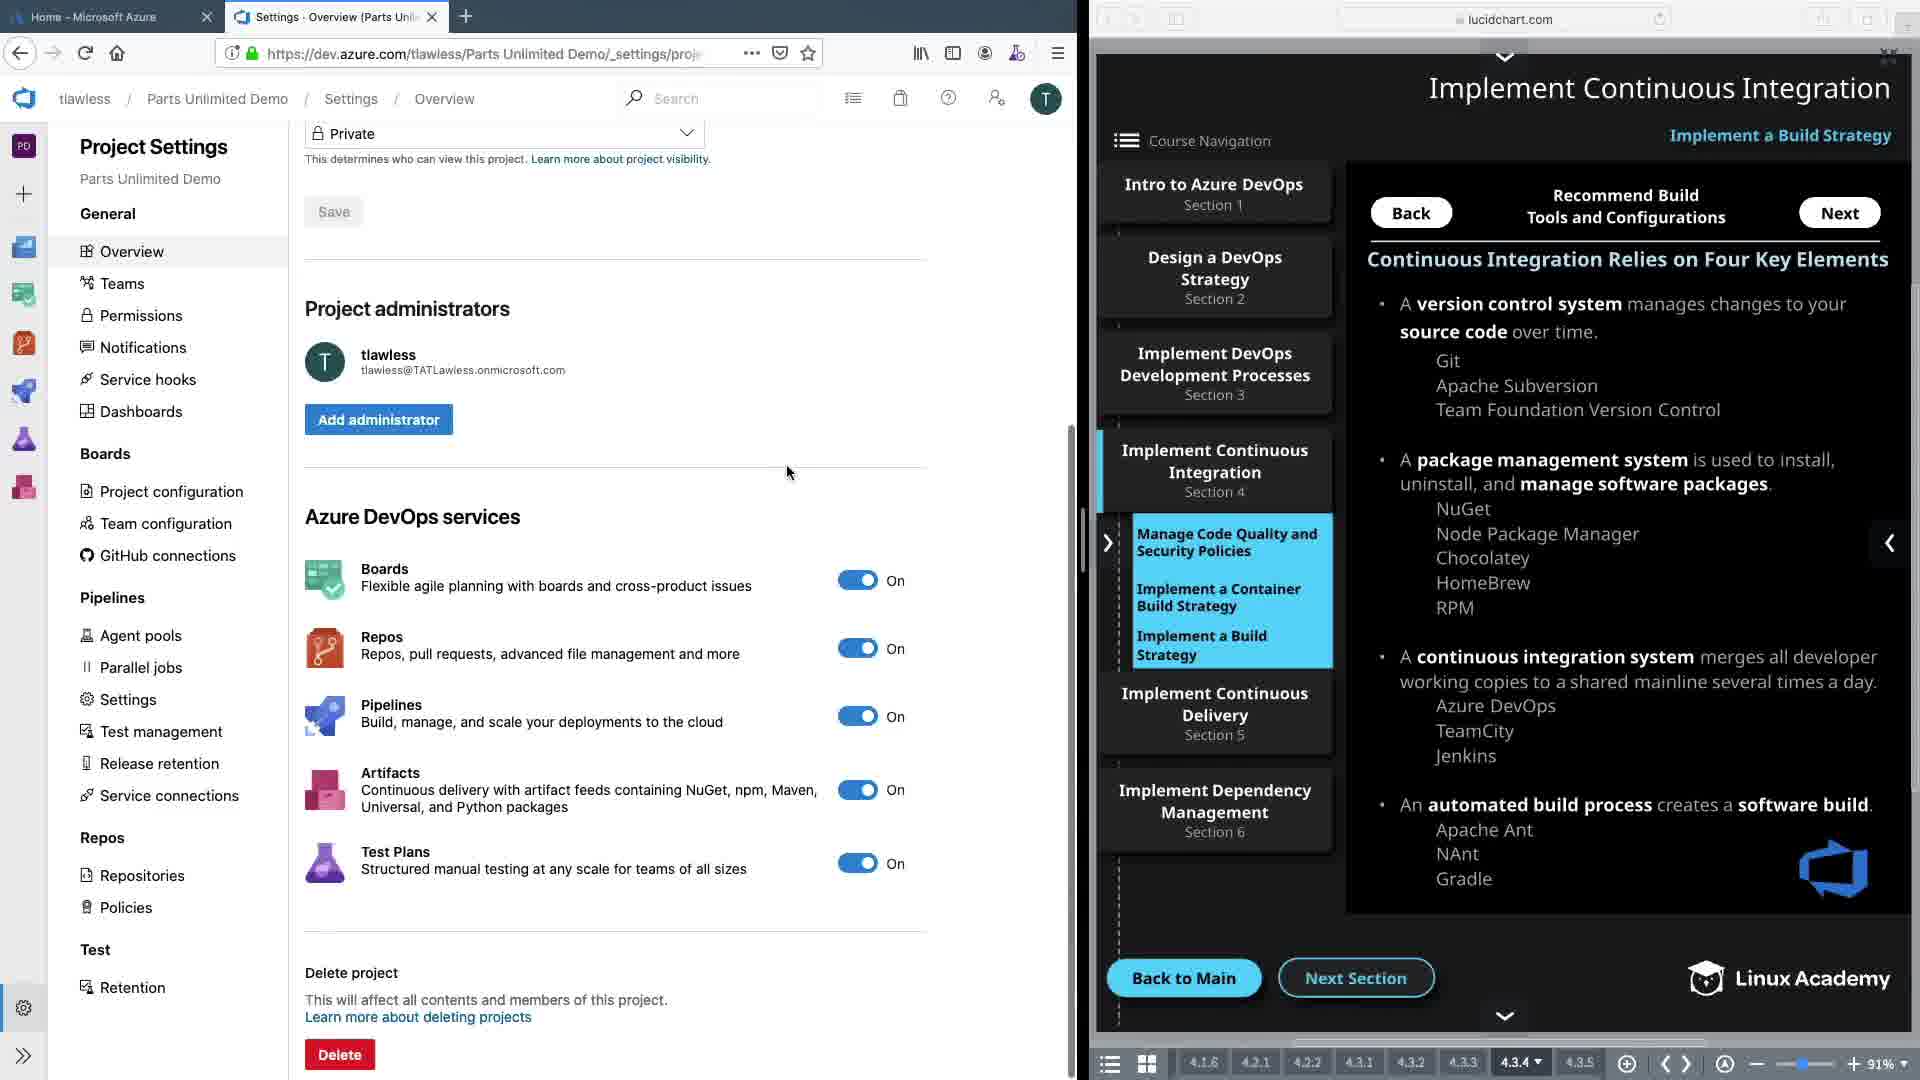 Home - Microsoft Azure
Settings · Overview (Parts Unli
https://dev.azure.com/tlawless/Parts Unlimited Demo/_settings/proj
tlawless / Parts Unlimited Demo / Settings / Overview
Search
T
PD
Project Settings
Parts Unlimited Demo
General
Overview
Teams
Permissions
Notifications
Service hooks
Dashboards
Boards
Project configuration
Team configuration
GitHub connections
Pipelines
Agent pools
Parallel jobs
Settings
Test management
Release retention
Service connections
Repos
Repositories
Policies
Test
Retention
Private
This determines who can view this project. Learn more about project visibility.
Save
Project administrators
T
tlawless
tlawless@TATLawless.onmicrosoft.com
Add administrator
Azure DevOps services
Boards
Flexible agile planning with boards and cross-product issues
On
Repos
Repos, pull requests, advanced file management and more
On
Pipelines
Build, manage, and scale your deployments to the cloud
On
Artifacts
Continuous delivery with artifact feeds containing NuGet, npm, Maven,
Universal, and Python packages
On
Test Plans
Structured manual testing at any scale for teams of all sizes
On
Delete project
This will affect all contents and members of this project.
Learn more about deleting projects
Delete
lucidchart.com
Implement Continuous Integration
Course Navigation
Implement a Build Strategy
Intro to Azure DevOps
Section 1
Design a DevOps
Strategy
Section 2
Implement DevOps
Development Processes
Section 3
Implement Continuous
Integration
Section 4
Manage Code Quality and
Security Policies
Implement a Container
Build Strategy
Implement a Build
Strategy
Implement Continuous
Delivery
Section 5
Implement Dependency
Management
Section 6
Back
Recommend Build
Tools and Configurations
Next
Continuous Integration Relies on Four Key Elements
• A version control system manages changes to your
source code over time.
Git
Apache Subversion
Team Foundation Version Control
• A package management system is used to install,
uninstall, and manage software packages.
NuGet
Node Package Manager
Chocolatey
HomeBrew
RPM
• A continuous integration system merges all developer
working copies to a shared mainline several times a day.
Azure DevOps
TeamCity
Jenkins
• An automated build process creates a software build.
Apache Ant
NAnt
Gradle
Back to Main
Next Section
Linux Academy
4.1.6
4.2.1
4.2.2
4.3.1
4.3.2
4.3.3
4.3.4
4.3.5
91%